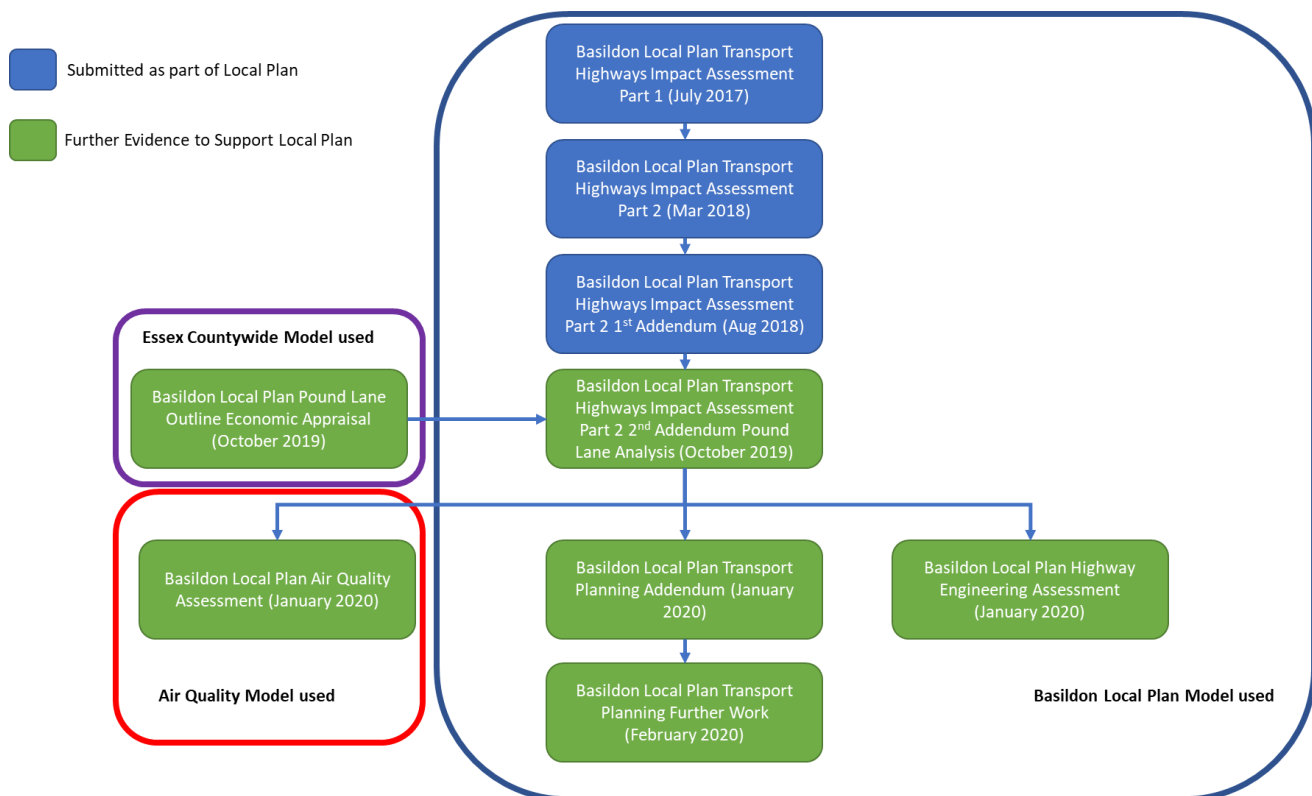 Submitted as part of Local Plan
Further Evidence to Support Local Plan
Basildon Local Plan Transport
Highways Impact Assessment
Part 1 (July 2017)
Basildon Local Plan Transport
Highways Impact Assessment
Part 2 (Mar 2018)
Basildon Local Plan Transport
Highways Impact Assessment
Part 2 1st Addendum (Aug 2018)
Essex Countywide Model used
Basildon Local Plan Pound Lane
Outline Economic Appraisal
(October 2019)
Basildon Local Plan Transport
Highways Impact Assessment
Part 2 2nd Addendum Pound
Lane Analysis (October 2019)
Basildon Local Plan Air Quality
Assessment (January 2020)
Air Quality Model used
Basildon Local Plan Transport
Planning Addendum (January
2020)
Basildon Local Plan Highway
Engineering Assessment
(January 2020)
Basildon Local Plan Transport
Planning Further Work
(February 2020)
Basildon Local Plan Model used